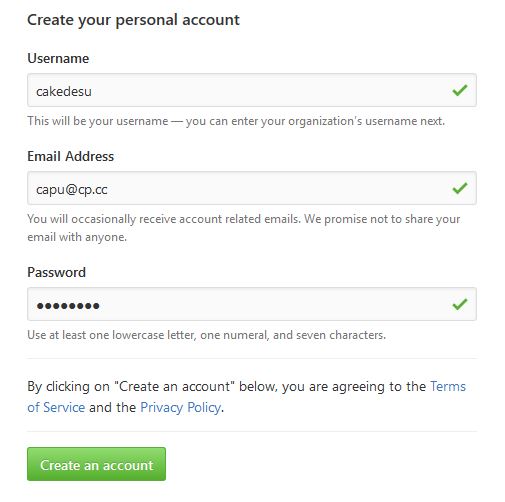 Create your personal account
Username
cakedesu
This will be your username — you can enter your organization's username next.
Email Address
capu@cp.cc
You will occasionally receive account related emails. We promise not to share your
email with anyone.
Password
●●●●●●●●
Use at least one lowercase letter, one numeral, and seven characters.
By clicking on "Create an account" below, you are agreeing to the Terms
of Service and the Privacy Policy.
Create an account